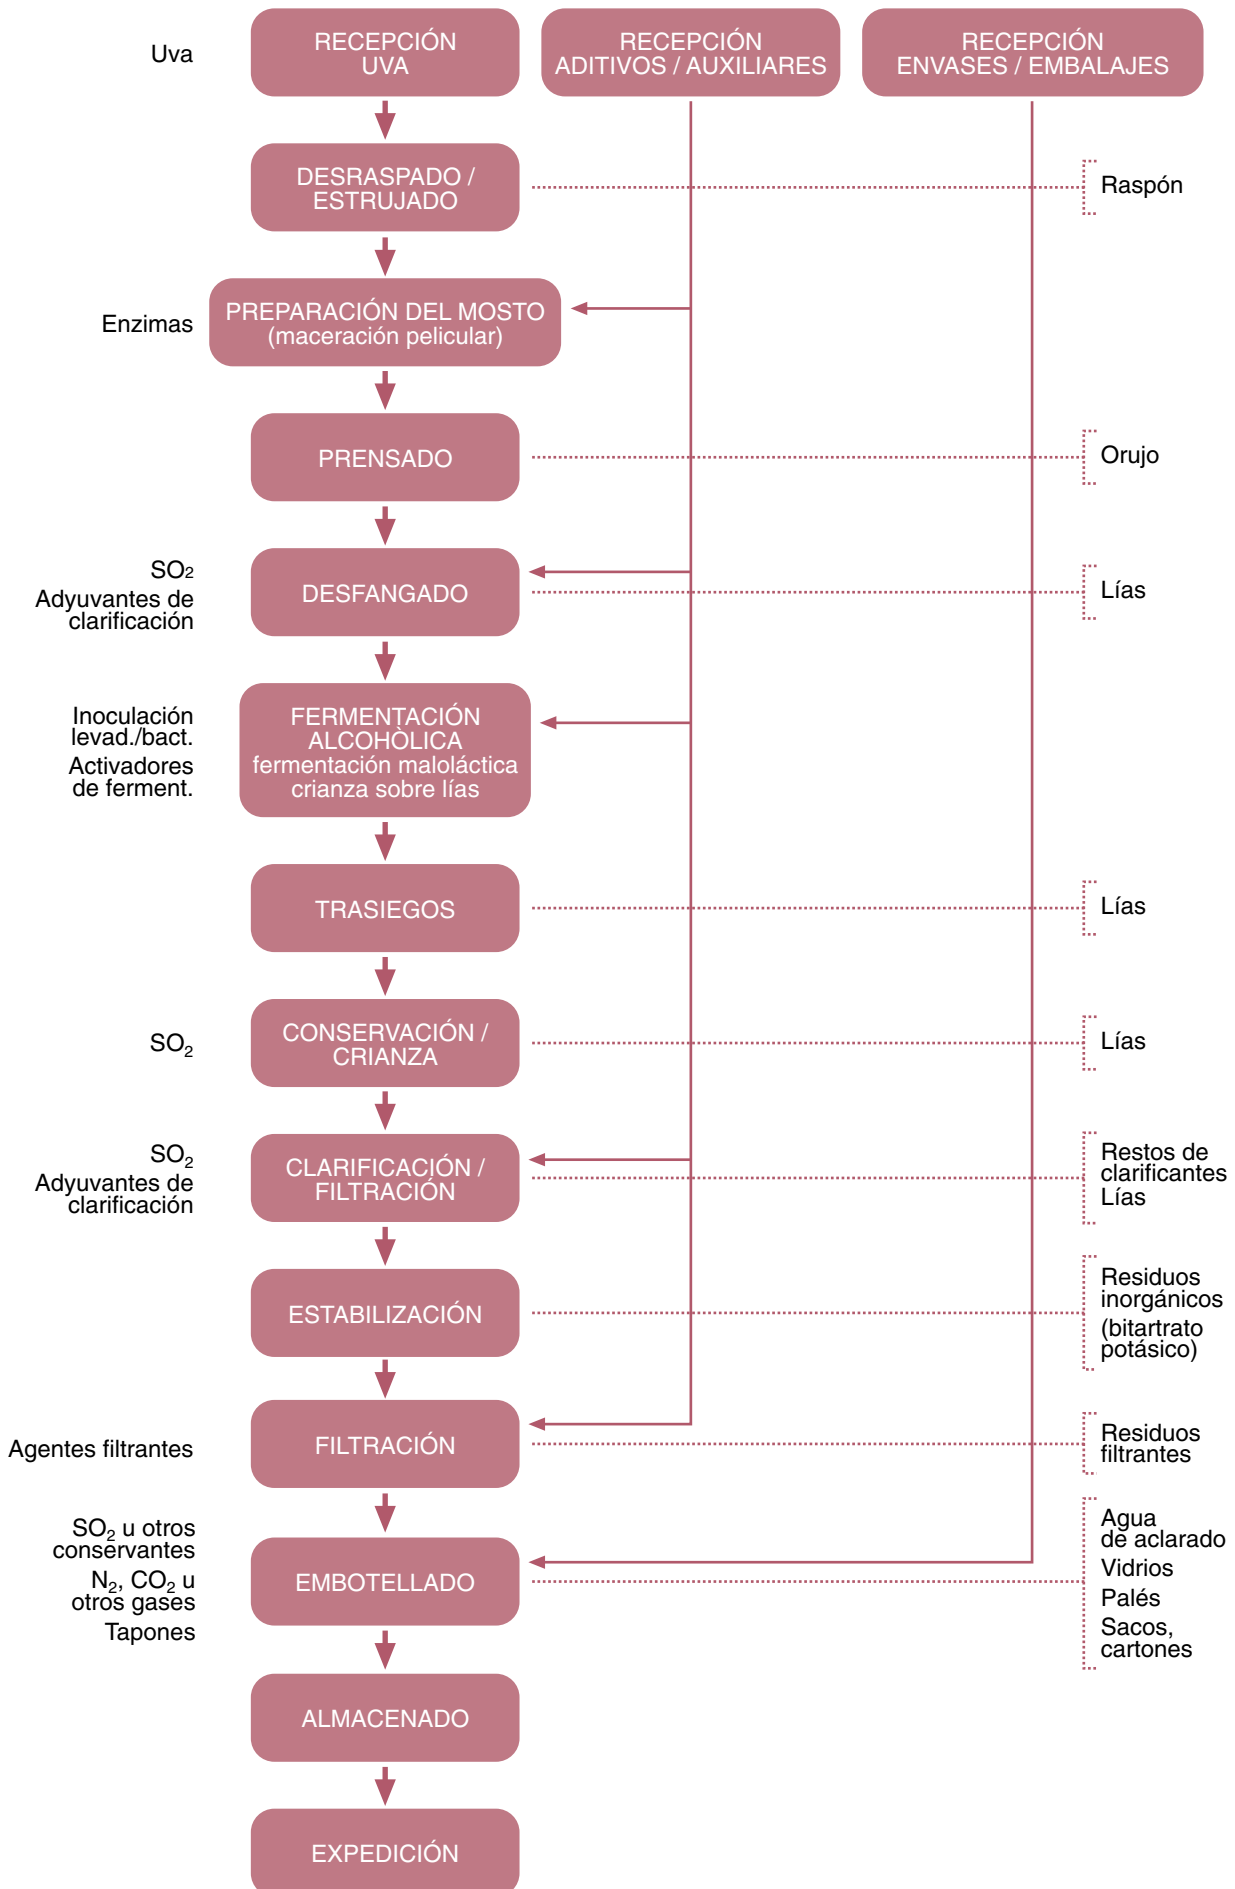 Uva
RECEPCIÓN
UVA
RECEPCIÓN
ADITIVOS / AUXILIARES
RECEPCIÓN
ENVASES / EMBALAJES
DESRASPADO /
ESTRUJADO
Raspón
Enzimas
PREPARACIÓN DEL MOSTO
(maceración pelicular)
PRENSADO
Orujo
SO₂
Adyuvantes de
clarificación
DESFANGADO
Lías
Inoculación
levad./bact.
Activadores
de ferment.
FERMENTACIÓN
ALCOHÒLICA
fermentación maloláctica
crianza sobre lías
TRASIEGOS
Lías
SO₂
CONSERVACIÓN /
CRIANZA
Lías
SO₂
Adyuvantes de
clarificación
CLARIFICACIÓN /
FILTRACIÓN
Restos de
clarificantes
Lías
ESTABILIZACIÓN
Residuos
inorgánicos
(bitartrato
potásico)
Agentes filtrantes
FILTRACIÓN
Residuos
filtrantes
SO₂ u otros
conservantes
N₂, CO₂ u
otros gases
Tapones
EMBOTELLADO
Agua
de aclarado
Vidrios
Palés
Sacos,
cartones
ALMACENADO
EXPEDICIÓN